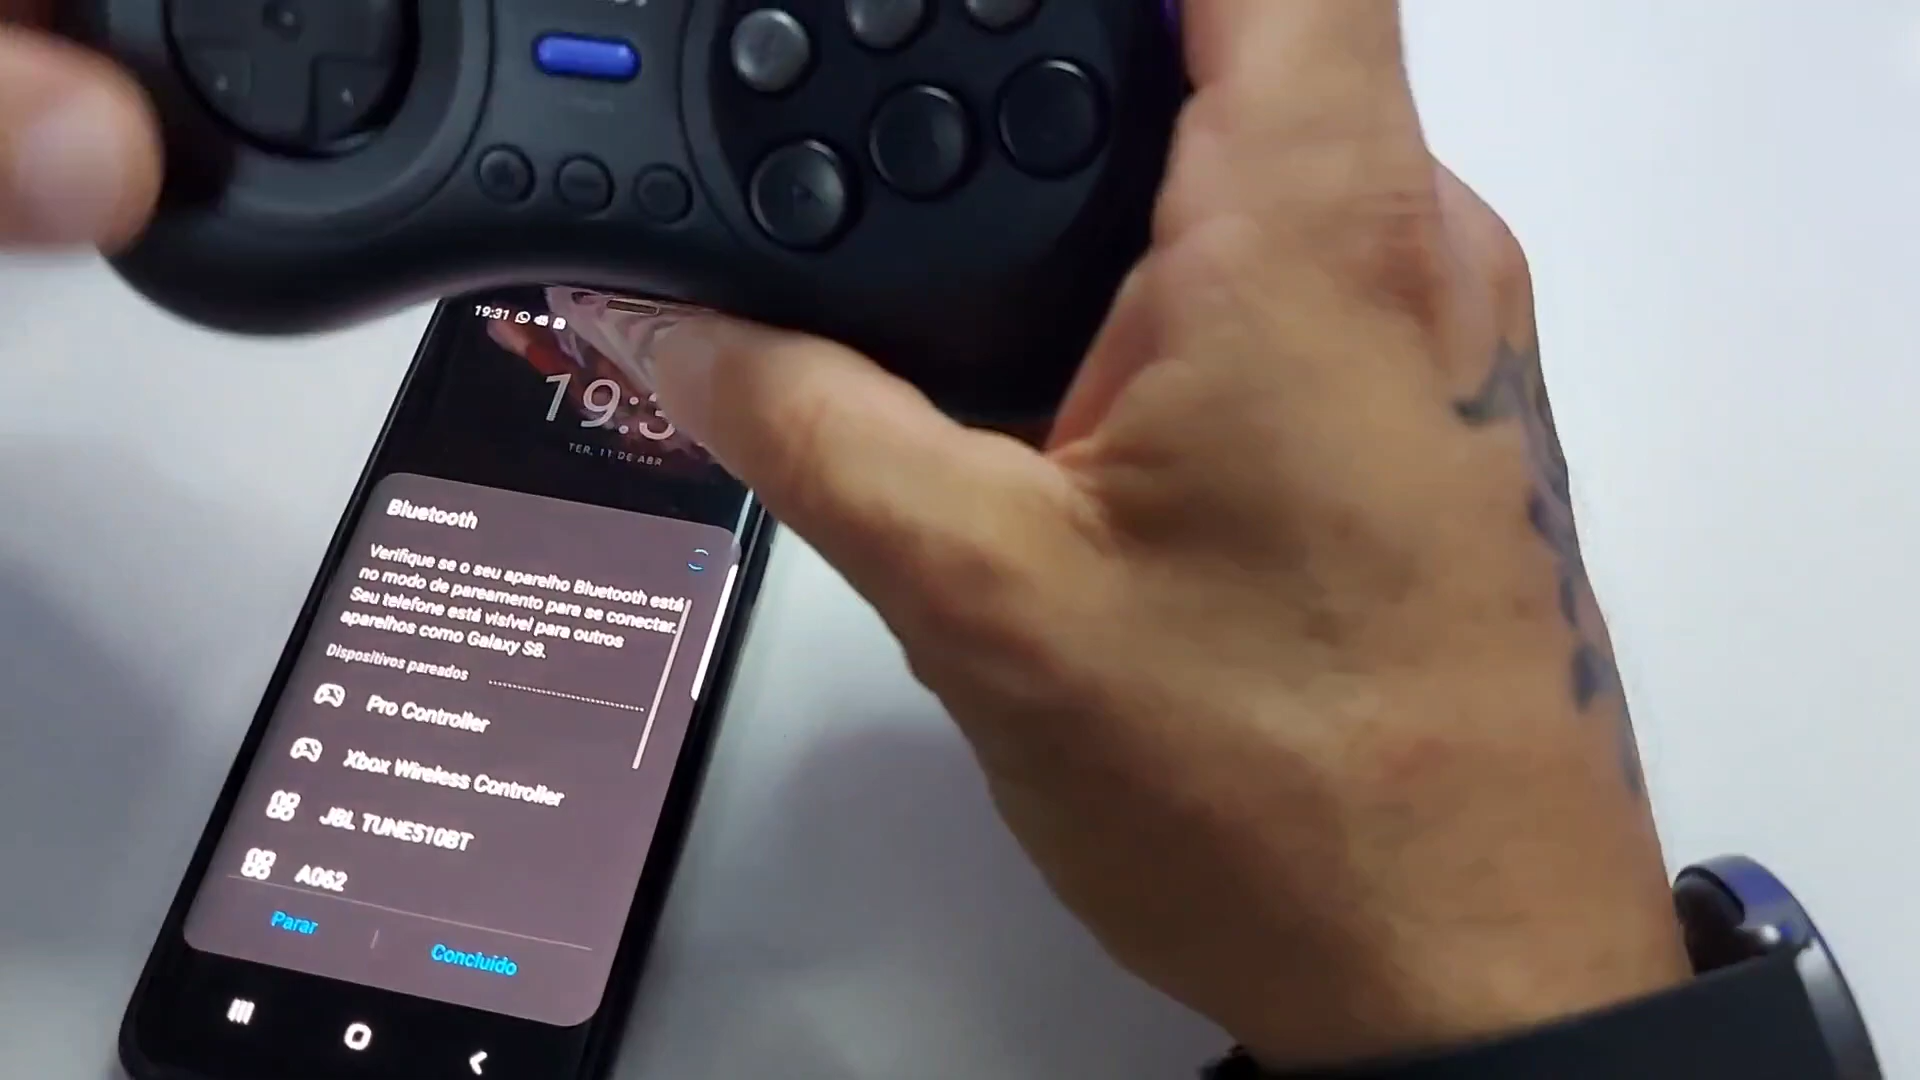 19:31
19:3
TER, 11 DE ABR
Bluetooth
Verifique se o seu aparelho Bluetooth está
no modo de pareamento para se conectar.
Seu telefone está visível para outros
aparelhos como Galaxy S8.
Dispositivos pareados
Pro Controller
Xbox Wireless Controller
JBL TUNE510BT
A062
Parar
Concluído